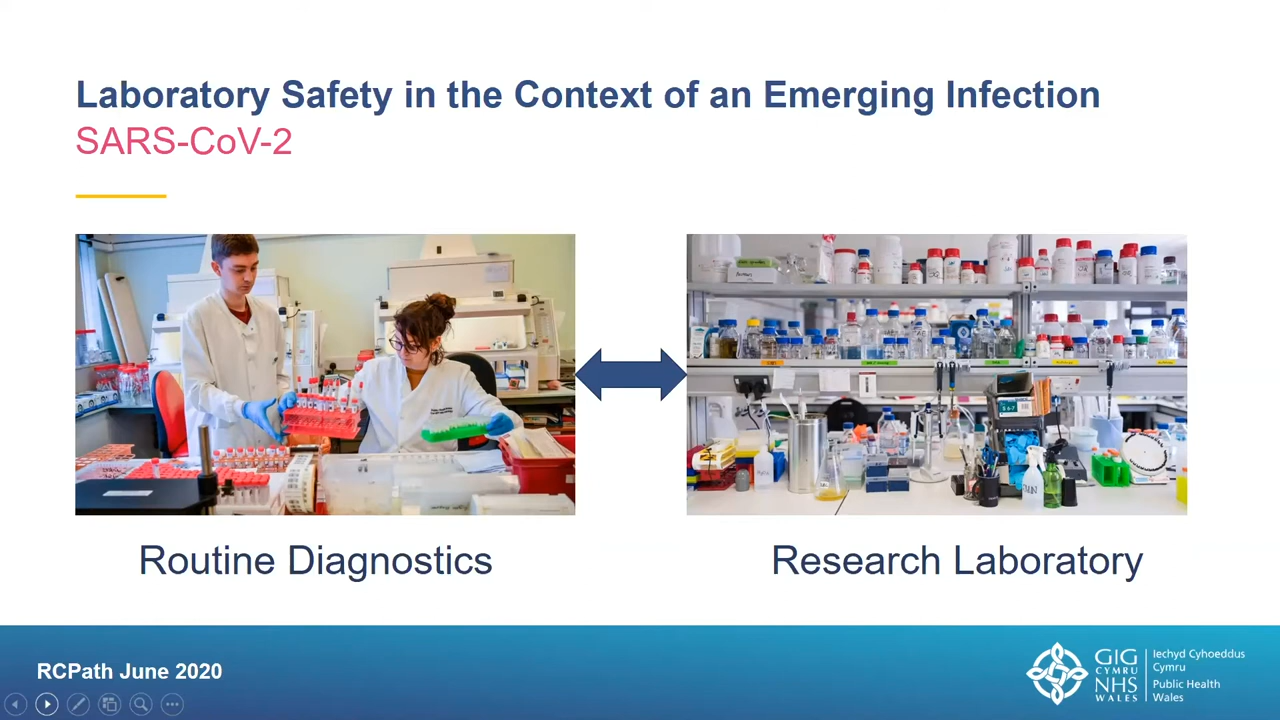 Laboratory Safety in the Context of an Emerging Infection
SARS-CoV-2
Routine Diagnostics
Research Laboratory
RCPath June 2020
GIG
CYMRU
NHS
WALES
Iechyd Cyhoeddus
Cymru
Public Health
Wales